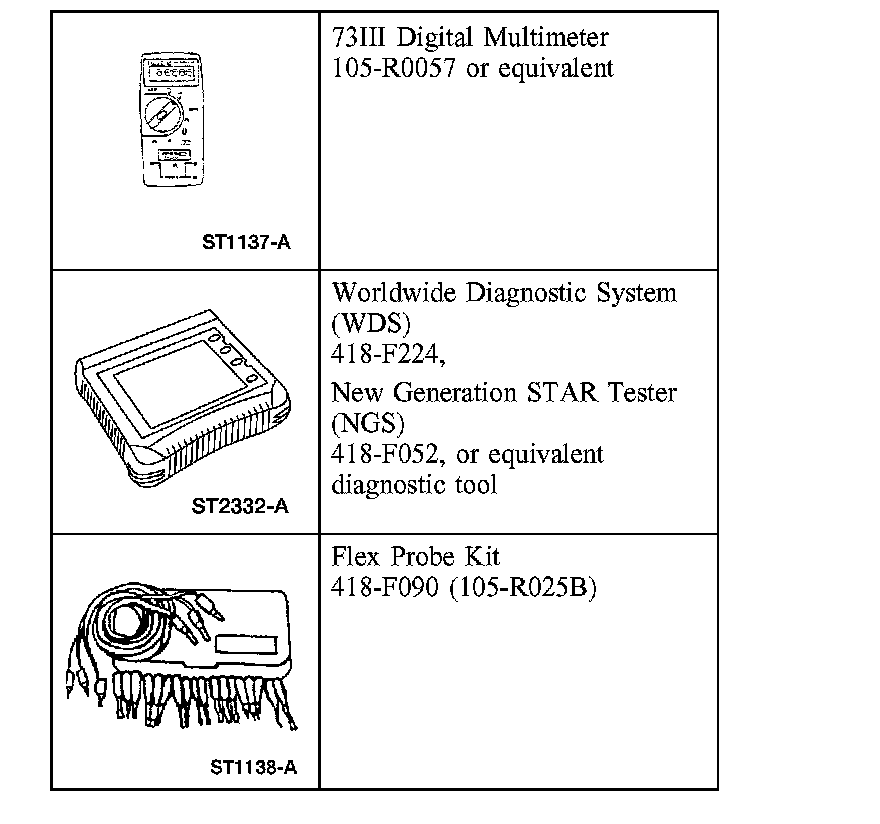 73III Digital Multimeter
105-R0057 or equivalent
ST1137-A
Worldwide Diagnostic System
(WDS)
418-F224,
New Generation STAR Tester
(NGS)
418-F052, or equivalent
diagnostic tool
ST2332-A
Flex Probe Kit
418-F090 (105-R025B)
ST1138-A